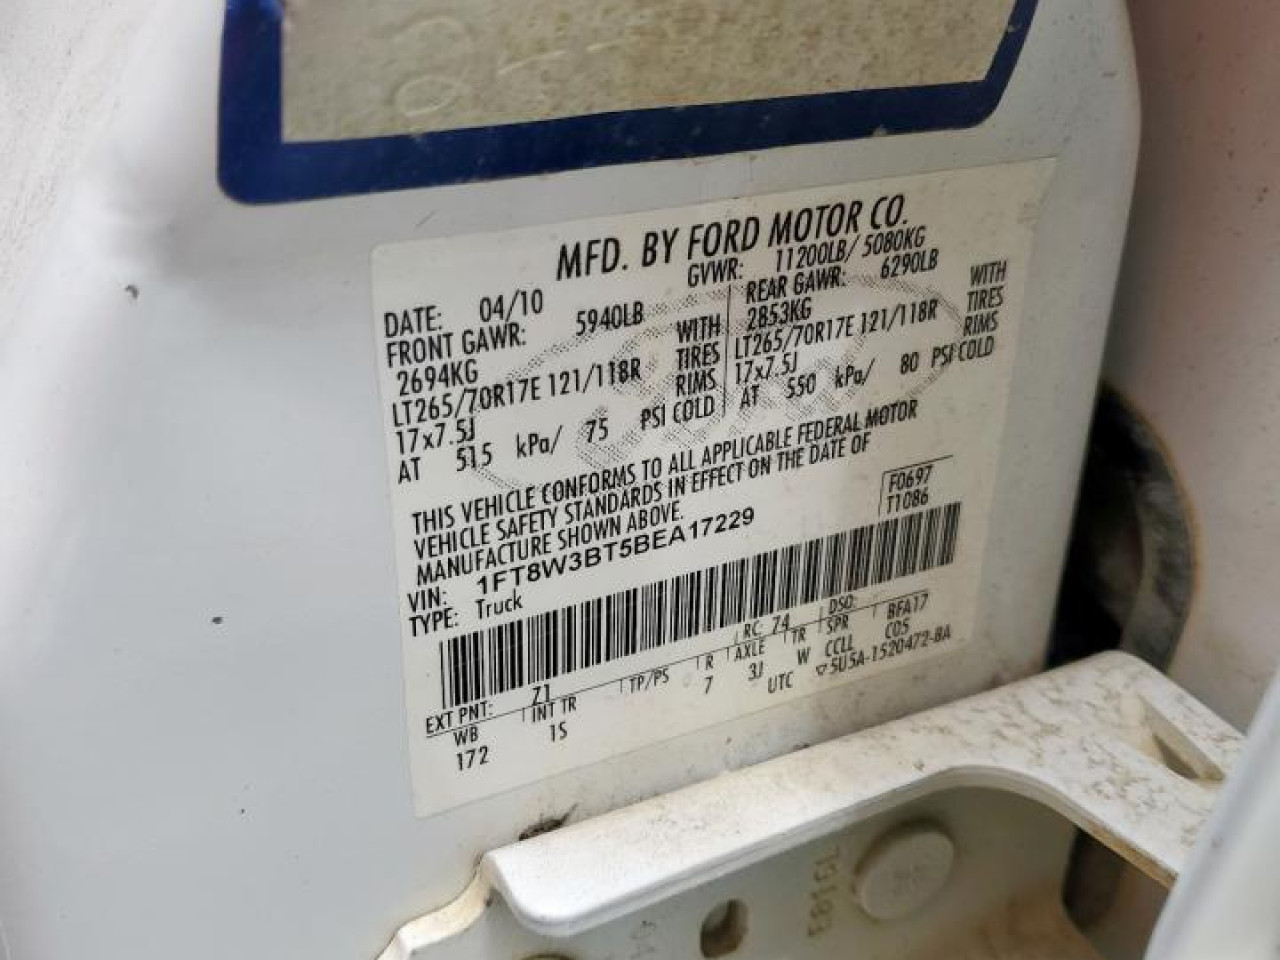 MFD. BY FORD MOTOR CO.
DATE: 04/10 GVWR: 11200LB/ 5080KG
FRONT GAWR: 5940LB REAR GAWR: 6290LB
2694KG WITH 2853KG WITH
LT265/70R17E 121/118R TIRES LT265/70R17E 121/118R TIRES
17x7.5J RIMS 17x7.5J RIMS
AT 515 kPa/ 75 PSI COLD AT 550 kPa/ 80 PSI COLD
THIS VEHICLE CONFORMS TO ALL APPLICABLE FEDERAL MOTOR
VEHICLE SAFETY STANDARDS IN EFFECT ON THE DATE OF
MANUFACTURE SHOWN ABOVE.
F0697
T1086
VIN: 1FT8W3BT5BEA17229
TYPE: Truck
EXT PNT: Z1 RC: 74 DSO:
WB INT TR TP/PS R AXLE TR SPR BFA17
172 1S 7 3J W CCLL C05
UTC ▽5U5A-1520472-BA